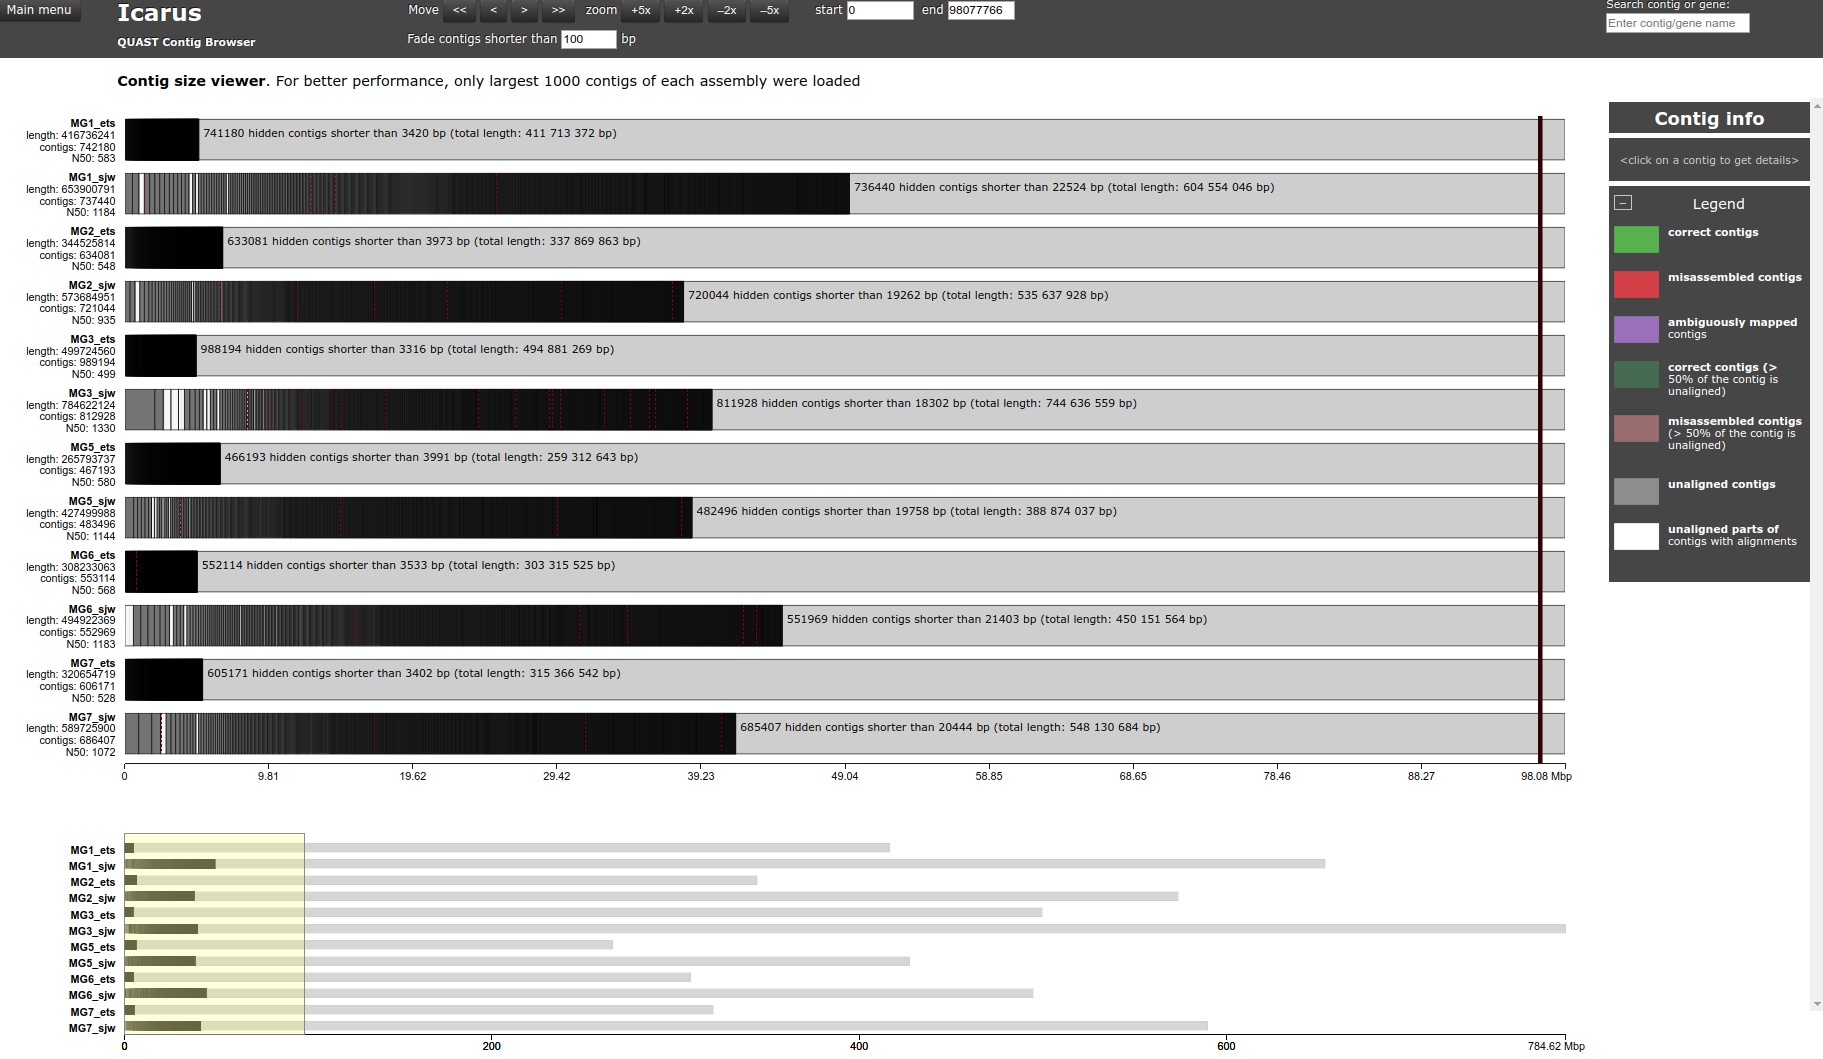 Main menu
Icarus
QUAST Contig Browser
Move << < > >> zoom +5x +2x –2x –5x start 0 end 98077766
Fade contigs shorter than 100 bp
Search contig or gene:
Enter contig/gene name
Contig size viewer. For better performance, only largest 1000 contigs of each assembly were loaded
MG1_ets
length: 416736241
contigs: 742180
N50: 583
741180 hidden contigs shorter than 3420 bp (total length: 411 713 372 bp)
MG1_sjw
length: 653900791
contigs: 737440
N50: 1184
736440 hidden contigs shorter than 22524 bp (total length: 604 554 046 bp)
MG2_ets
length: 344525814
contigs: 634081
N50: 548
633081 hidden contigs shorter than 3973 bp (total length: 337 869 863 bp)
MG2_sjw
length: 573684951
contigs: 721044
N50: 935
720044 hidden contigs shorter than 19262 bp (total length: 535 637 928 bp)
MG3_ets
length: 499724560
contigs: 989194
N50: 499
988194 hidden contigs shorter than 3316 bp (total length: 494 881 269 bp)
MG3_sjw
length: 784622124
contigs: 812928
N50: 1330
811928 hidden contigs shorter than 18302 bp (total length: 744 636 559 bp)
MG5_ets
length: 265793737
contigs: 467193
N50: 580
466193 hidden contigs shorter than 3991 bp (total length: 259 312 643 bp)
MG5_sjw
length: 427499988
contigs: 483496
N50: 1144
482496 hidden contigs shorter than 19758 bp (total length: 388 874 037 bp)
MG6_ets
length: 308233063
contigs: 553114
N50: 568
552114 hidden contigs shorter than 3533 bp (total length: 303 315 525 bp)
MG6_sjw
length: 494922369
contigs: 552969
N50: 1183
551969 hidden contigs shorter than 21403 bp (total length: 450 151 564 bp)
MG7_ets
length: 320654719
contigs: 606171
N50: 528
605171 hidden contigs shorter than 3402 bp (total length: 315 366 542 bp)
MG7_sjw
length: 589725900
contigs: 686407
N50: 1072
685407 hidden contigs shorter than 20444 bp (total length: 548 130 684 bp)
0 9.81 19.62 29.42 39.23 49.04 58.85 68.65 78.46 88.27 98.08 Mbp
Contig info
<click on a contig to get details>
– Legend
correct contigs
misassembled contigs
ambiguously mapped
contigs
correct contigs (>
50% of the contig is
unaligned)
misassembled contigs
(> 50% of the contig is
unaligned)
unaligned contigs
unaligned parts of
contigs with alignments
MG1_ets
MG1_sjw
MG2_ets
MG2_sjw
MG3_ets
MG3_sjw
MG5_ets
MG5_sjw
MG6_ets
MG6_sjw
MG7_ets
MG7_sjw
0 200 400 600 784.62 Mbp